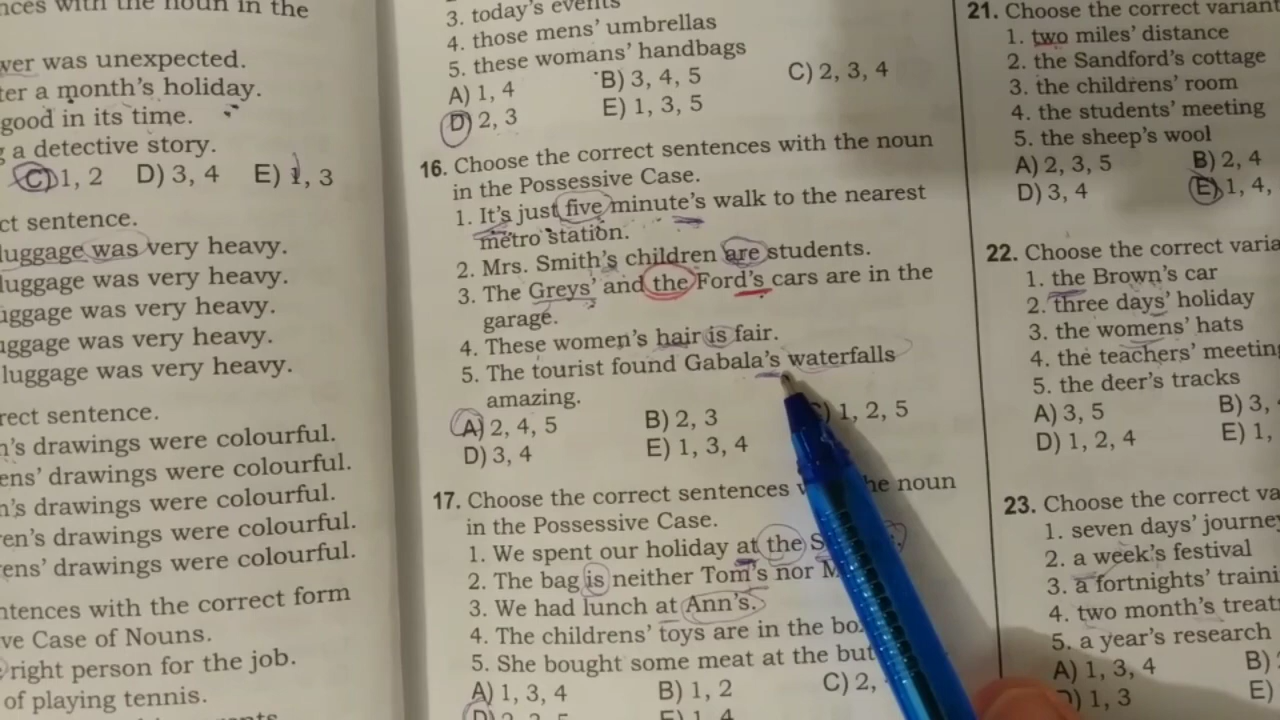 nces with the noun in the
wer was unexpected.
ter a month's holiday.
good in its time.
g a detective story.
C) 1, 2 D) 3, 4 E) 1, 3
ct sentence.
luggage was very heavy.
luggage was very heavy.
uggage was very heavy.
uggage was very heavy.
luggage was very heavy.
rect sentence.
n's drawings were colourful.
ens' drawings were colourful.
n's drawings were colourful.
en's drawings were colourful.
ens' drawings were colourful.
ntences with the correct form
ve Case of Nouns.
right person for the job.
of playing tennis.
3. today's events
4. those mens' umbrellas
5. these womans' handbags
A) 1, 4 B) 3, 4, 5 C) 2, 3, 4
D) 2, 3 E) 1, 3, 5
16. Choose the correct sentences with the noun
in the Possessive Case.
1. It's just five minute's walk to the nearest
metro station.
2. Mrs. Smith's children are students.
3. The Greys' and the Ford's cars are in the
garage.
4. These women's hair is fair.
5. The tourist found Gabala's waterfalls
amazing.
A) 2, 4, 5 B) 2, 3 C) 1, 2, 5
D) 3, 4 E) 1, 3, 4
17. Choose the correct sentences the noun
in the Possessive Case.
1. We spent our holiday at the
2. The bag is neither Tom's nor
3. We had lunch at Ann's.
4. The childrens' toys are in the
5. She bought some meat at the
A) 1, 3, 4 B) 1, 2 C) 2,
E) 1, 4
21. Choose the correct variant
1. two miles' distance
2. the Sandford's cottage
3. the childrens' room
4. the students' meeting
5. the sheep's wool
A) 2, 3, 5 B) 2, 4
D) 3, 4 E) 1, 4,
22. Choose the correct varia
1. the Brown's car
2. three days' holiday
3. the womens' hats
4. the teachers' meeting
5. the deer's tracks
A) 3, 5 B) 3,
D) 1, 2, 4 E) 1,
23. Choose the correct va
1. seven days' journey
2. a week's festival
3. a fortnights' traini
4. two month's treat
5. a year's research
A) 1, 3, 4 B)
D) 1, 3 E)